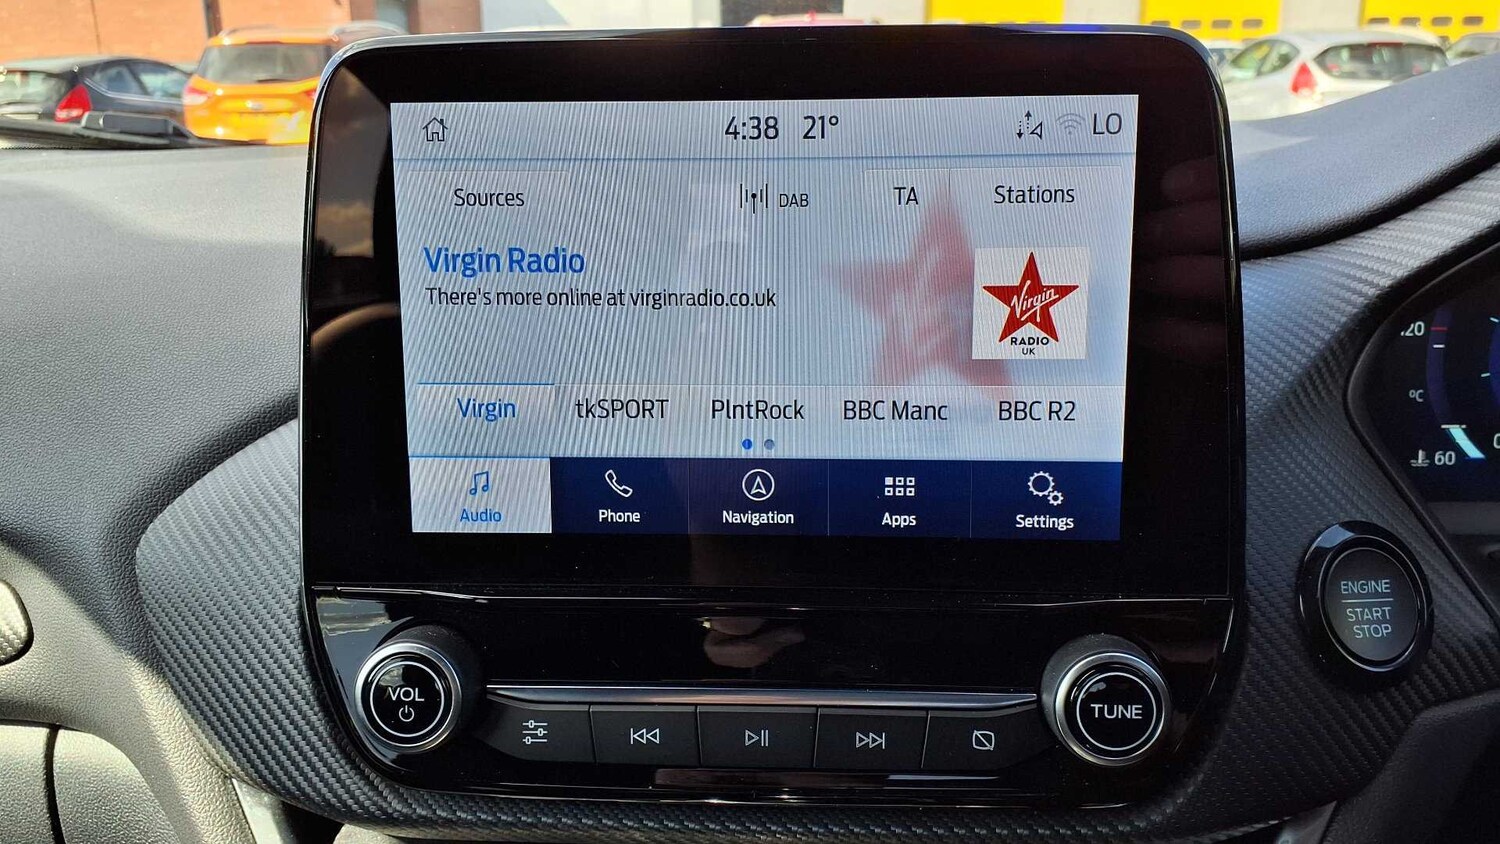 4:38 21° LO
Sources DAB TA Stations
Virgin Radio
There's more online at virginradio.co.uk
Virgin
RADIO
UK
Virgin tkSPORT PlntRock BBC Manc BBC R2
Audio Phone Navigation Apps Settings
VOL
TUNE
ENGINE
START
STOP
°C
60